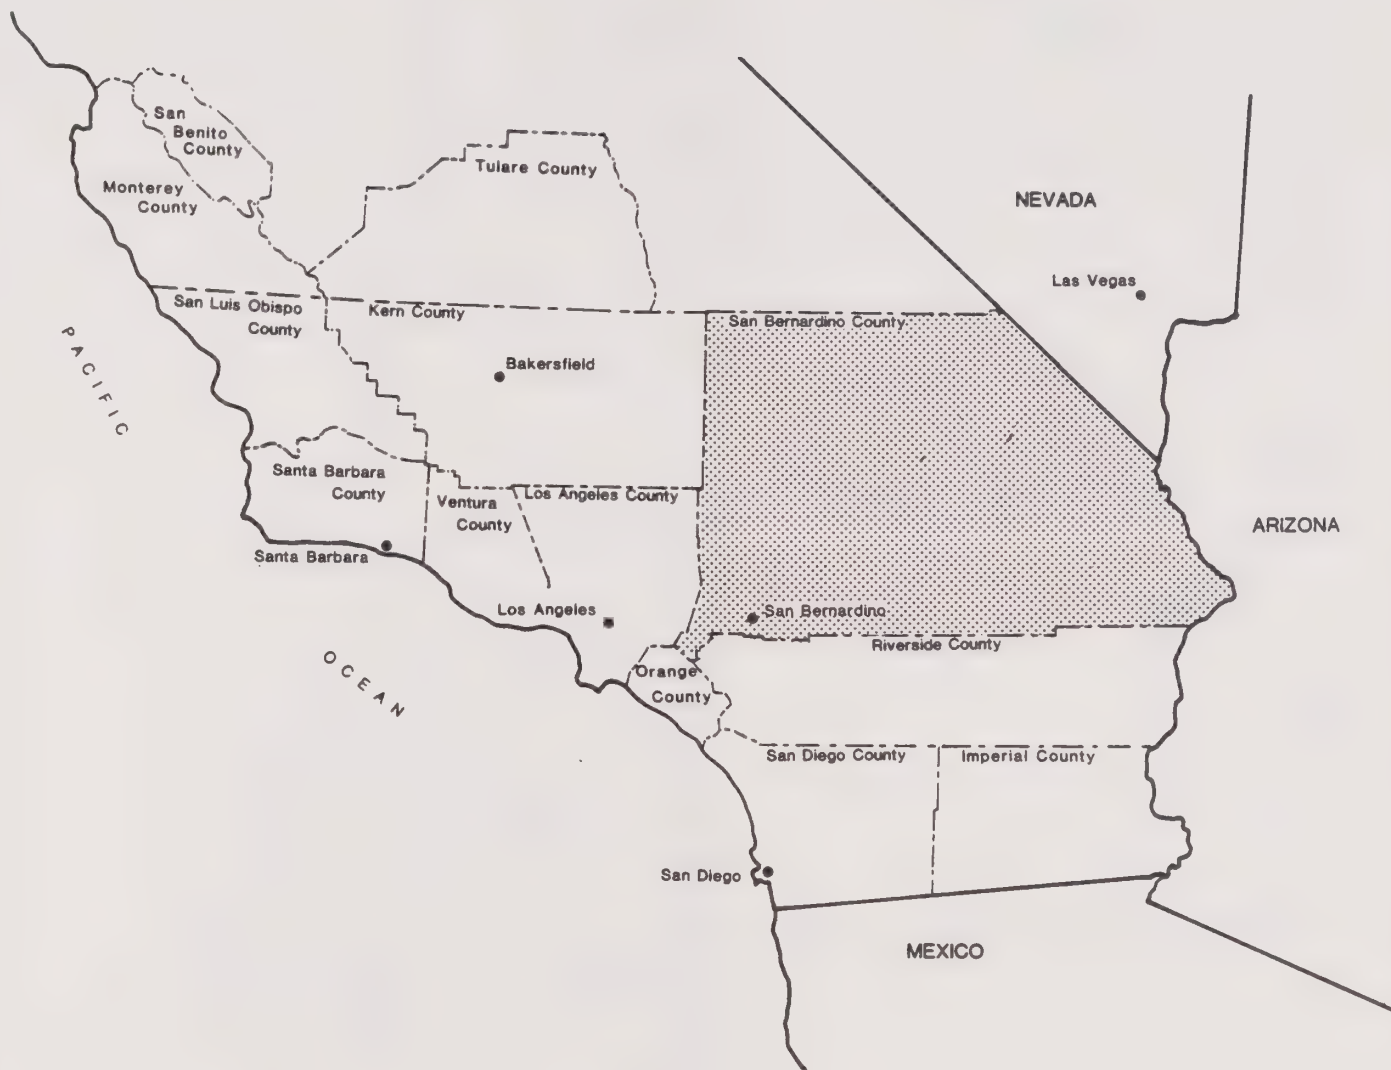 San
Benito
County
Tulare County
Monterey
County
NEVADA
Las Vegas
San Luis Obispo
County
Kern County
San Bernardino County
PACIFIC
Bakersfield
Santa Barbara
County
Ventura
County
Los Angeles County
ARIZONA
Santa Barbara
Los Angeles
San Bernardino
Riverside County
OCEAN
Orange
County
San Diego County
Imperial County
San Diego
MEXICO